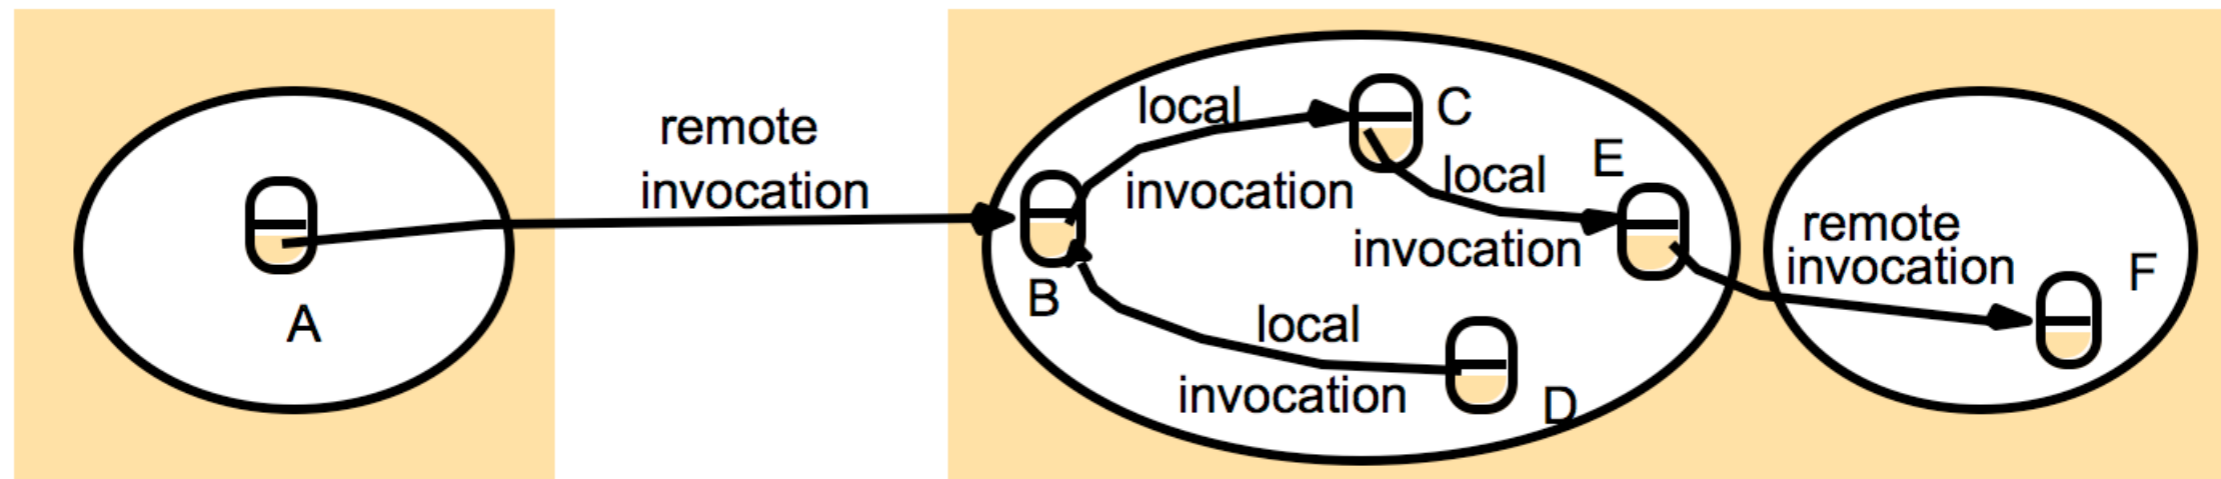 remote
invocation
A
local
invocation
C
local
invocation
E
B
local
invocation
D
remote
invocation
F